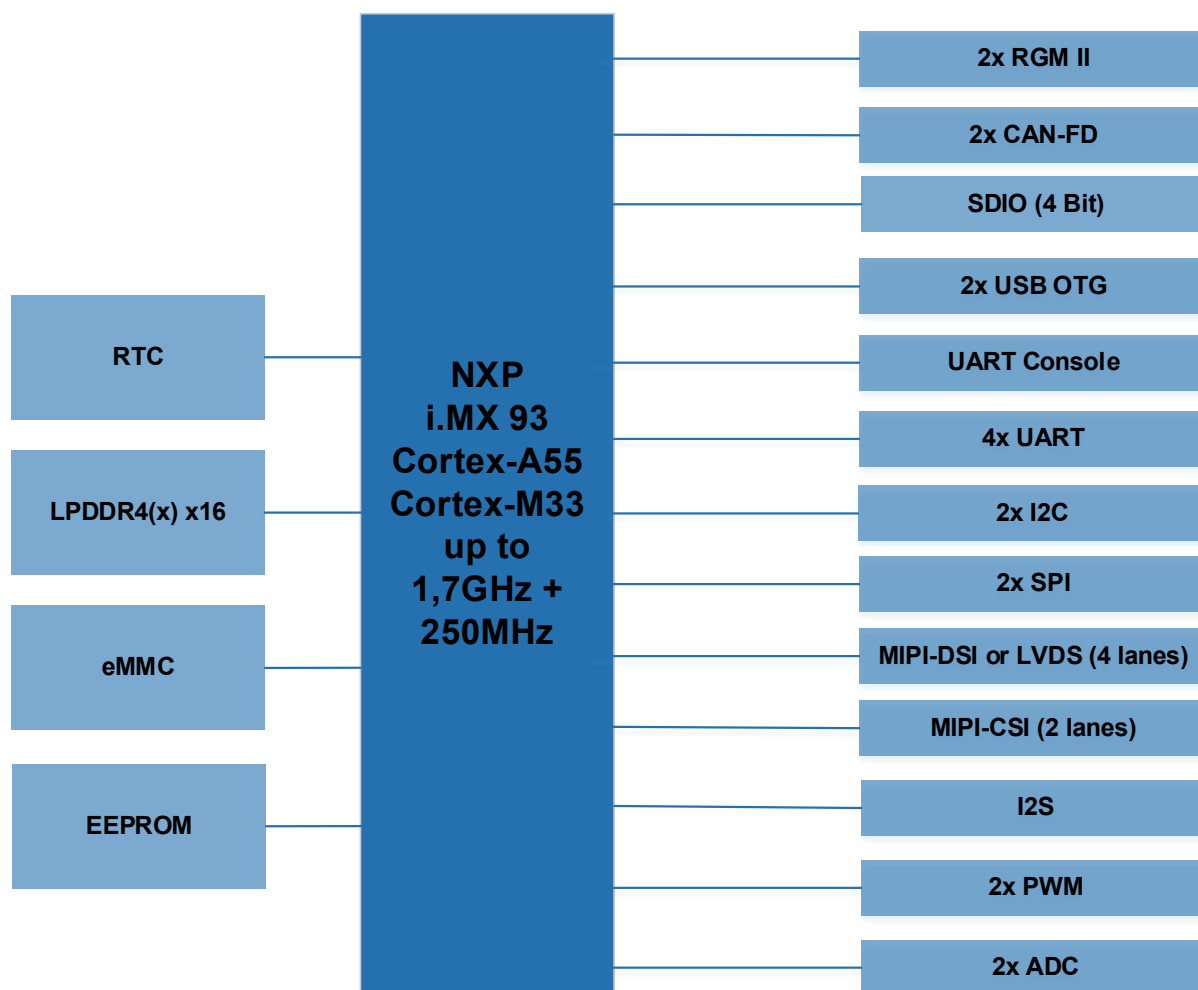 RTC
LPDDR4(x) x16
eMMC
EEPROM
NXP
i.MX 93
Cortex-A55
Cortex-M33
up to
1,7GHz +
250MHz
2x RGM II
2x CAN-FD
SDIO (4 Bit)
2x USB OTG
UART Console
4x UART
2x I2C
2x SPI
MIPI-DSI or LVDS (4 lanes)
MIPI-CSI (2 lanes)
I2S
2x PWM
2x ADC